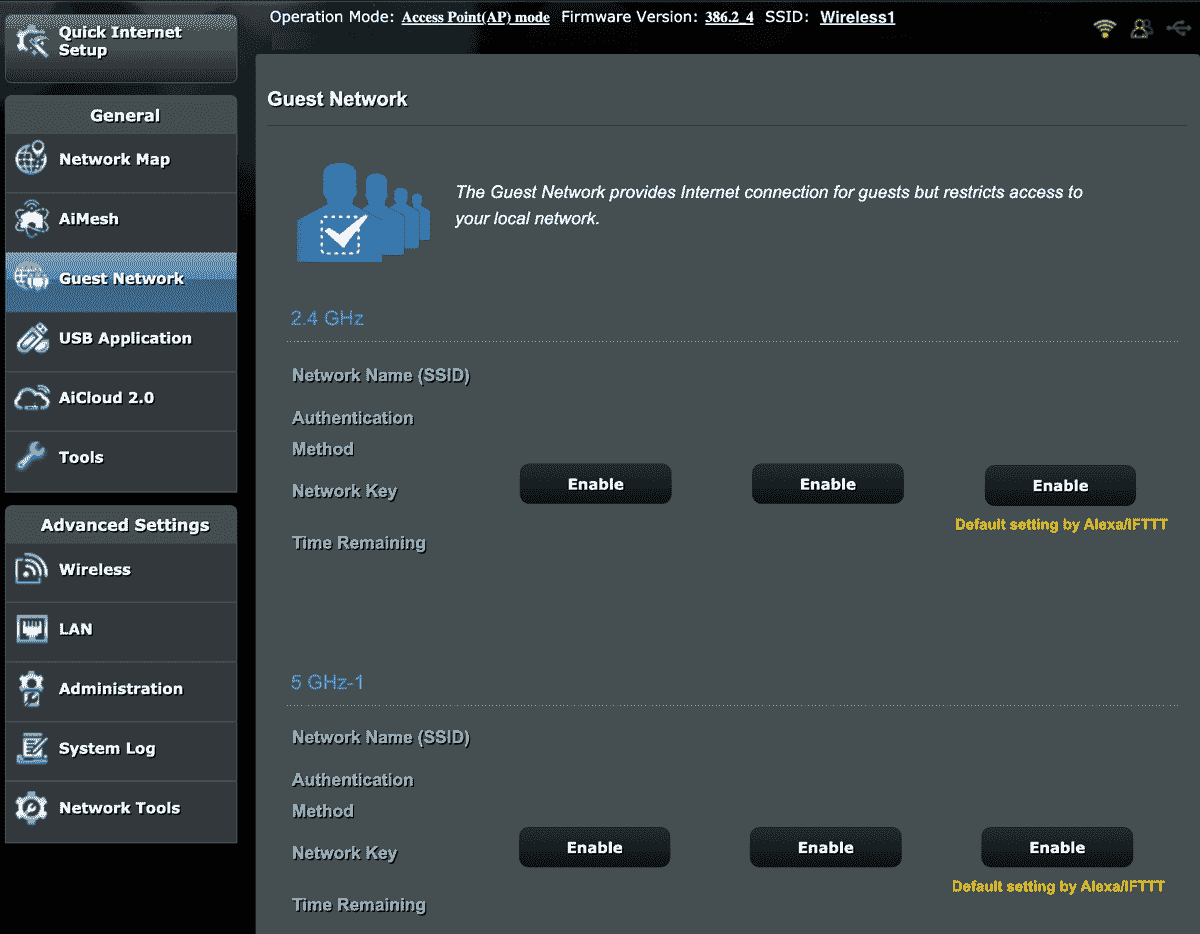 Operation Mode: Access Point(AP) mode Firmware Version: 386.2_4 SSID: Wireless1
Quick Internet
Setup
General
Network Map
AiMesh
Guest Network
USB Application
AiCloud 2.0
Tools
Advanced Settings
Wireless
LAN
Administration
System Log
Network Tools
Guest Network
The Guest Network provides Internet connection for guests but restricts access to
your local network.
2.4 GHz
Network Name (SSID)
Authentication
Method
Network Key
Enable Enable Enable
Default setting by Alexa/IFTTT
Time Remaining
5 GHz-1
Network Name (SSID)
Authentication
Method
Network Key
Enable Enable Enable
Default setting by Alexa/IFTTT
Time Remaining